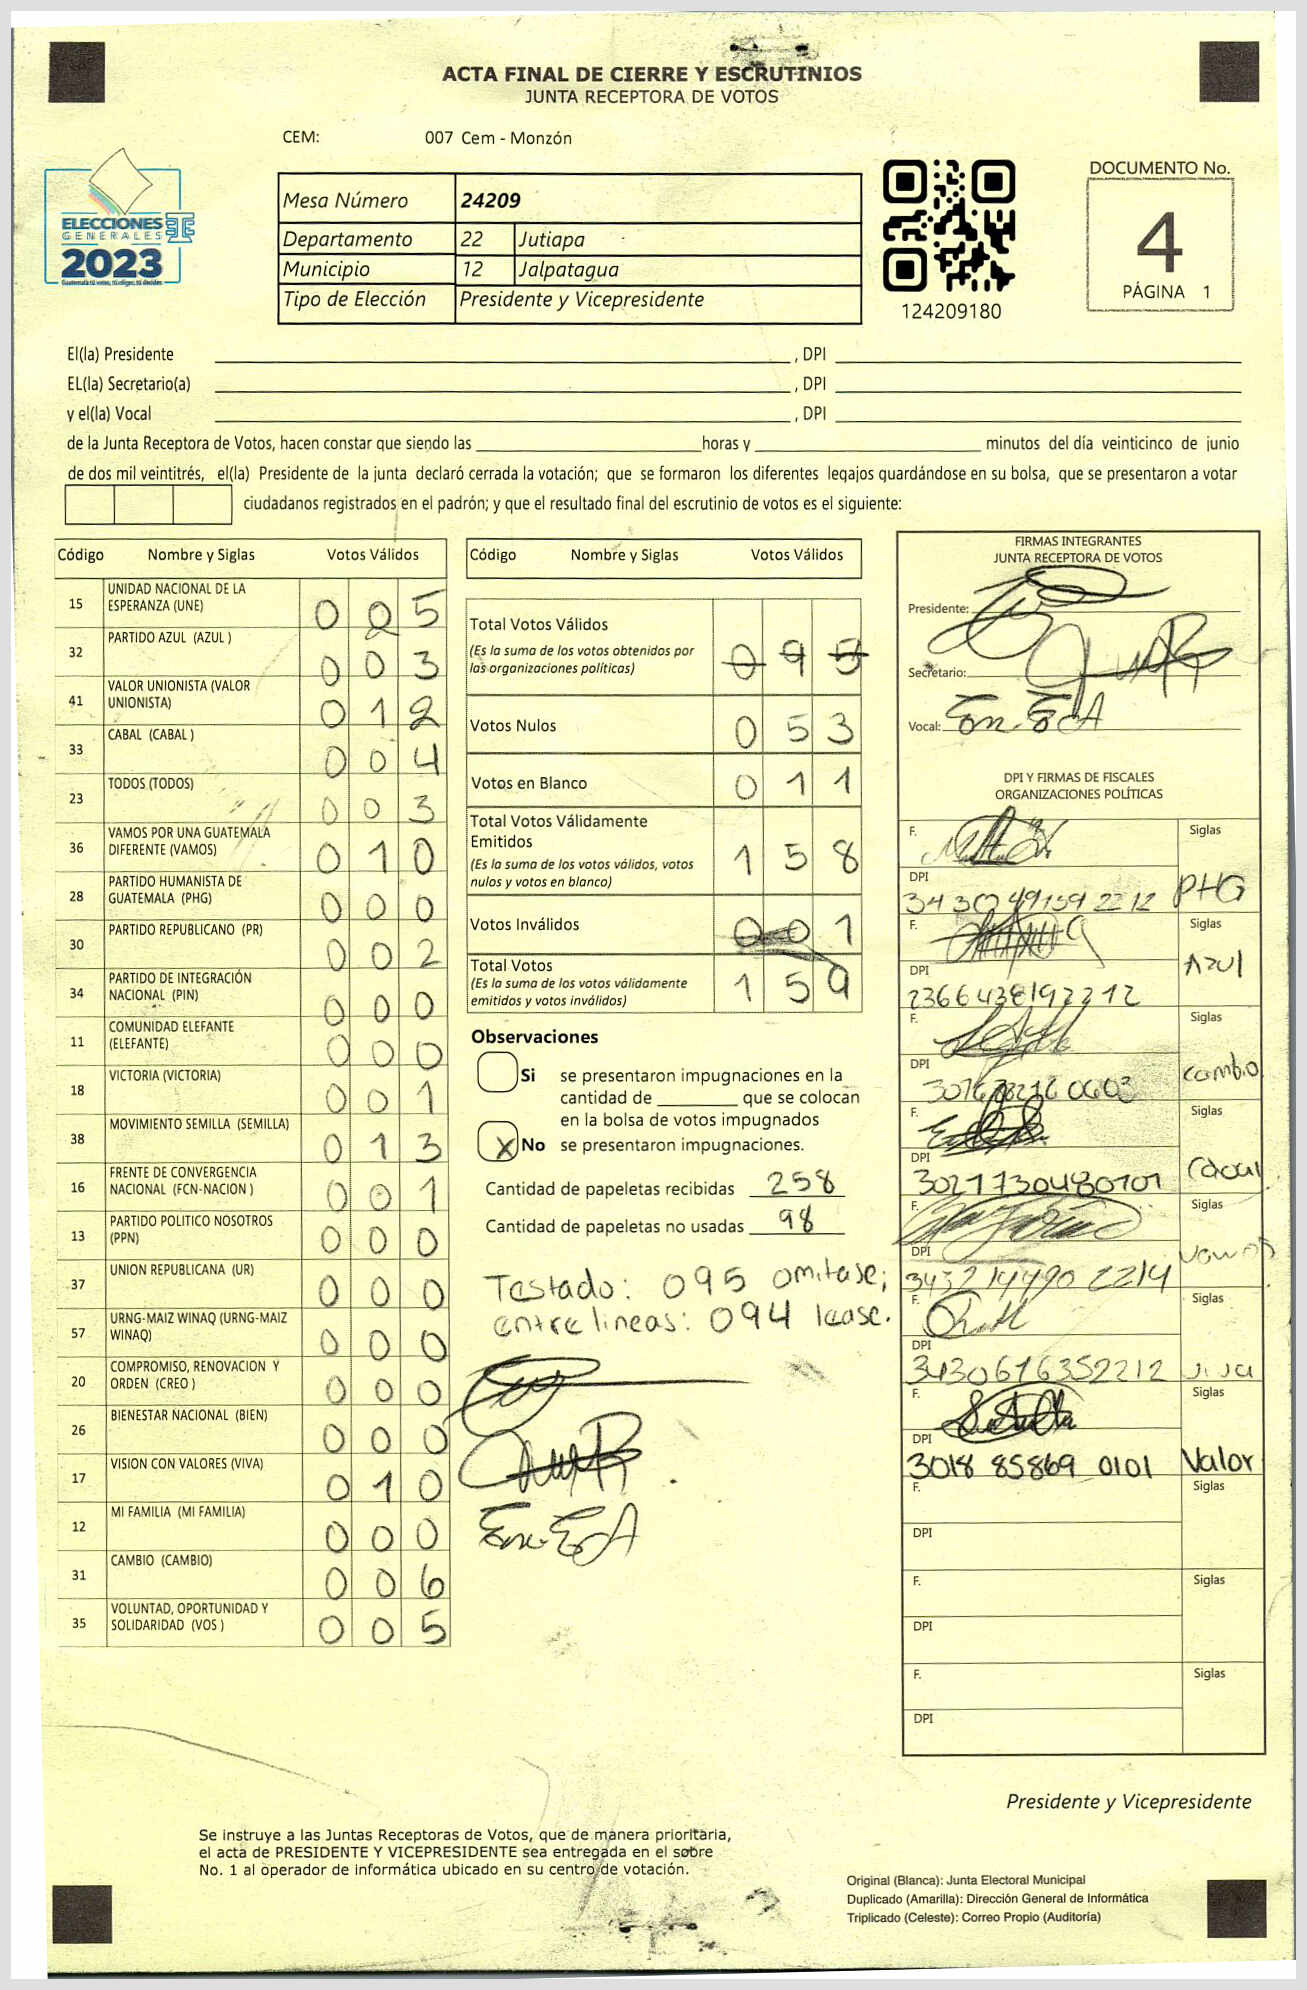 ACTA FINAL DE CIERRE Y ESCRUTINIOS
JUNTA RECEPTORA DE VOTOS
CEM: 007 Cem - Monzón
ELECCIONES
GENERALES
2023
Guatemala tú votas, tú eliges, tú decides
Mesa Número 24209
Departamento 22 Jutiapa
Municipio 12 Jalpatagua
Tipo de Elección Presidente y Vicepresidente
124209180
DOCUMENTO No.
4
PÁGINA 1
El(la) Presidente , DPI
EL(la) Secretario(a) , DPI
y el(la) Vocal , DPI
de la Junta Receptora de Votos, hacen constar que siendo las horas y minutos del día veinticinco de junio
de dos mil veintitrés, el(la) Presidente de la junta declaró cerrada la votación; que se formaron los diferentes legajos guardándose en su bolsa, que se presentaron a votar
ciudadanos registrados en el padrón; y que el resultado final del escrutinio de votos es el siguiente:
Código Nombre y Siglas Votos Válidos
15 UNIDAD NACIONAL DE LA ESPERANZA (UNE) 0 0 5
32 PARTIDO AZUL (AZUL ) 0 0 3
41 VALOR UNIONISTA (VALOR UNIONISTA) 0 1 2
33 CABAL (CABAL ) 0 0 4
23 TODOS (TODOS) 0 0 3
36 VAMOS POR UNA GUATEMALA DIFERENTE (VAMOS) 0 1 0
28 PARTIDO HUMANISTA DE GUATEMALA (PHG) 0 0 0
30 PARTIDO REPUBLICANO (PR) 0 0 2
34 PARTIDO DE INTEGRACIÓN NACIONAL (PIN) 0 0 0
11 COMUNIDAD ELEFANTE (ELEFANTE) 0 0 0
18 VICTORIA (VICTORIA) 0 0 1
38 MOVIMIENTO SEMILLA (SEMILLA) 0 1 3
16 FRENTE DE CONVERGENCIA NACIONAL (FCN-NACION ) 0 0 1
13 PARTIDO POLITICO NOSOTROS (PPN) 0 0 0
37 UNION REPUBLICANA (UR) 0 0 0
57 URNG-MAIZ WINAQ (URNG-MAIZ WINAQ) 0 0 0
20 COMPROMISO, RENOVACION Y ORDEN (CREO ) 0 0 0
26 BIENESTAR NACIONAL (BIEN) 0 0 0
17 VISION CON VALORES (VIVA) 0 1 0
12 MI FAMILIA (MI FAMILIA) 0 0 0
31 CAMBIO (CAMBIO) 0 0 6
35 VOLUNTAD, OPORTUNIDAD Y SOLIDARIDAD (VOS ) 0 0 5
Código Nombre y Siglas Votos Válidos
Total Votos Válidos
(Es la suma de los votos obtenidos por
las organizaciones políticas) 0 9 5
Votos Nulos 0 5 3
Votos en Blanco 0 1 1
Total Votos Válidamente
Emitidos
(Es la suma de los votos válidos, votos
nulos y votos en blanco) 1 5 8
Votos Inválidos 0 0 1
Total Votos
(Es la suma de los votos válidamente
emitidos y votos inválidos) 1 5 9
Observaciones
Si se presentaron impugnaciones en la
cantidad de que se colocan
en la bolsa de votos impugnados
X No se presentaron impugnaciones.
Cantidad de papeletas recibidas 258
Cantidad de papeletas no usadas 98
Testado: 095 omitase;
entre lineas: 094 lease.
FIRMAS INTEGRANTES
JUNTA RECEPTORA DE VOTOS
Presidente:
Secretario:
Vocal:
DPI Y FIRMAS DE FISCALES
ORGANIZACIONES POLÍTICAS
F. Siglas
DPI PHG
F. Siglas
DPI Azul
2366438192212
F. Siglas
DPI Cambio
F. Siglas
DPI Cabal
3021730480101
F. Siglas
DPI Vamos
3432144902214
F. Siglas
DPI
3430616352212
F. Siglas
DPI
3018 85869 0101 Valor
F. Siglas
DPI
F. Siglas
DPI
F. Siglas
DPI
Presidente y Vicepresidente
Se instruye a las Juntas Receptoras de Votos, que de manera prioritaria,
el acta de PRESIDENTE Y VICEPRESIDENTE sea entregada en el sobre
No. 1 al operador de informática ubicado en su centro de votación.
Original (Blanca): Junta Electoral Municipal
Duplicado (Amarilla): Dirección General de Informática
Triplicado (Celeste): Correo Propio (Auditoría)